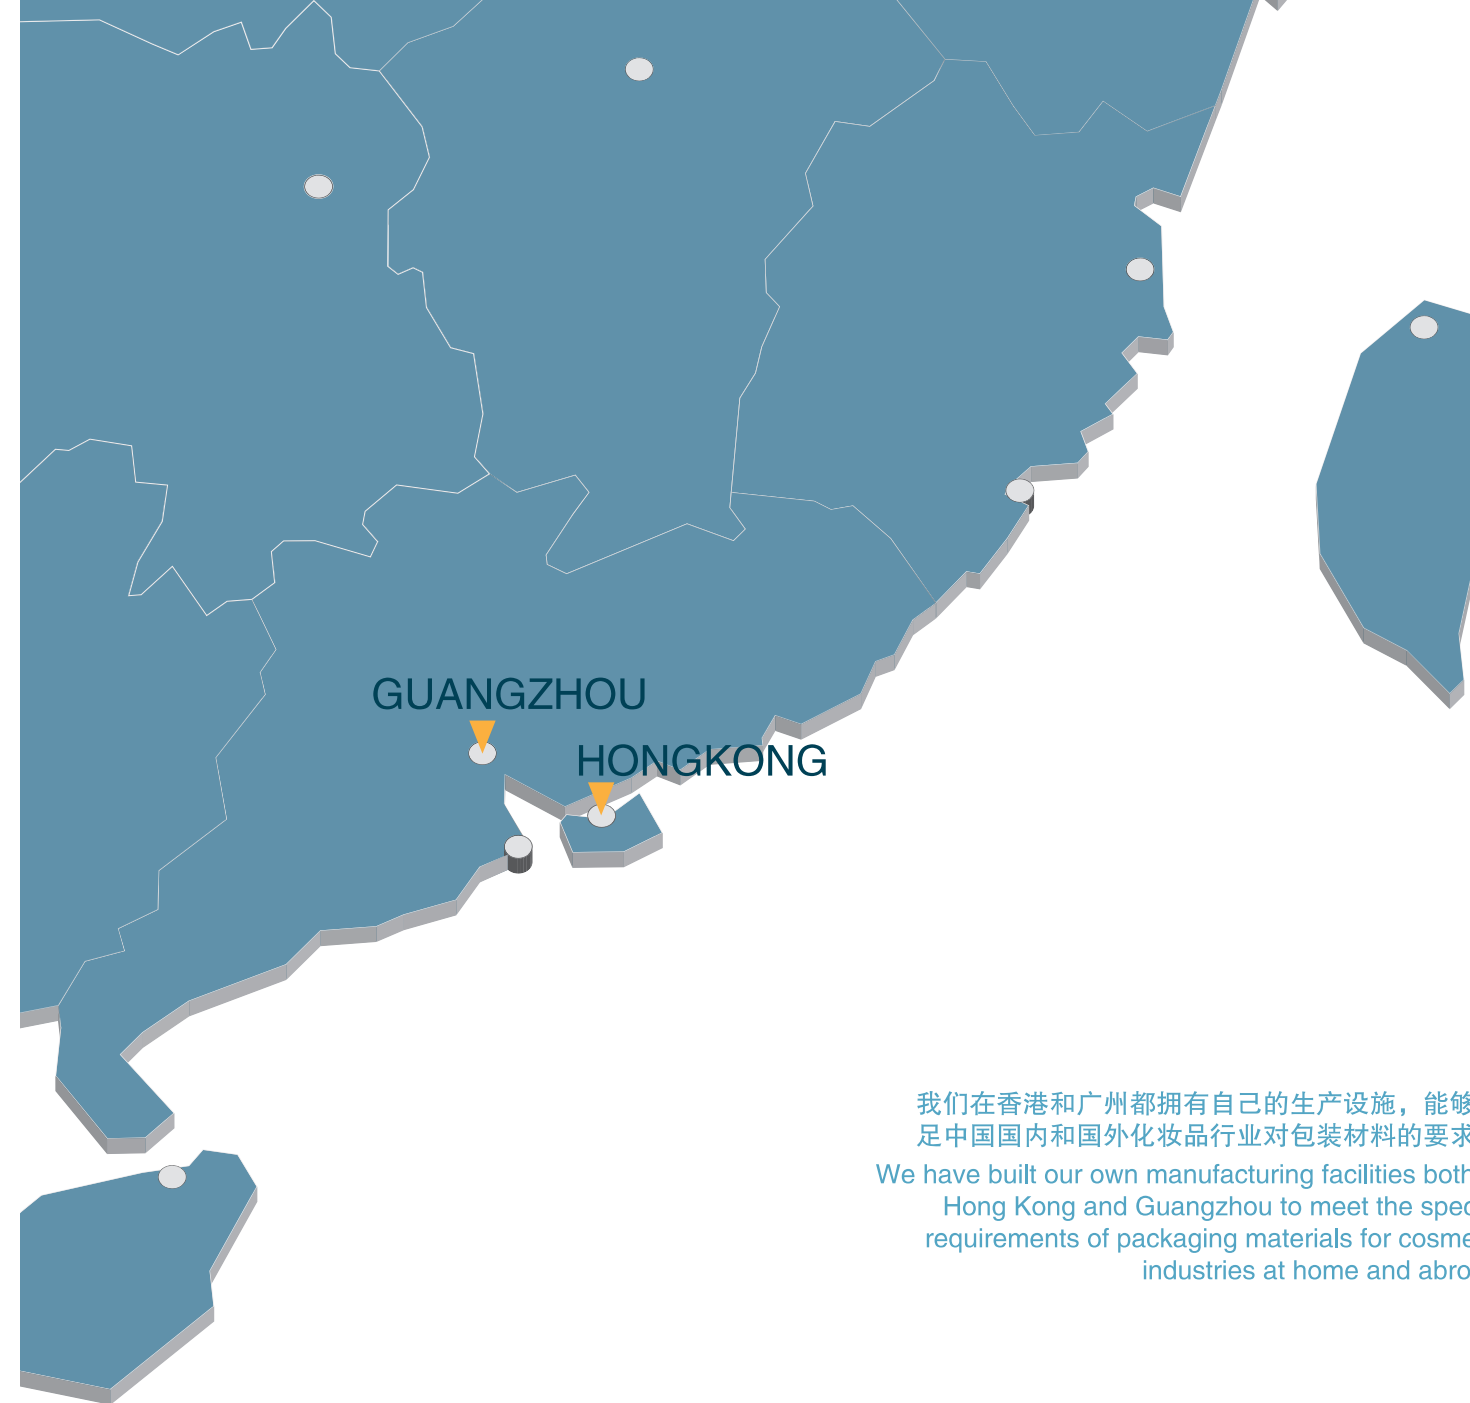 GUANGZHOU
HONGKONG
我们在香港和广州都拥有自己的生产设施，能够
足中国国内和国外化妆品行业对包装材料的要求
We have built our own manufacturing facilities both
Hong Kong and Guangzhou to meet the spec
requirements of packaging materials for cosme
industries at home and abro